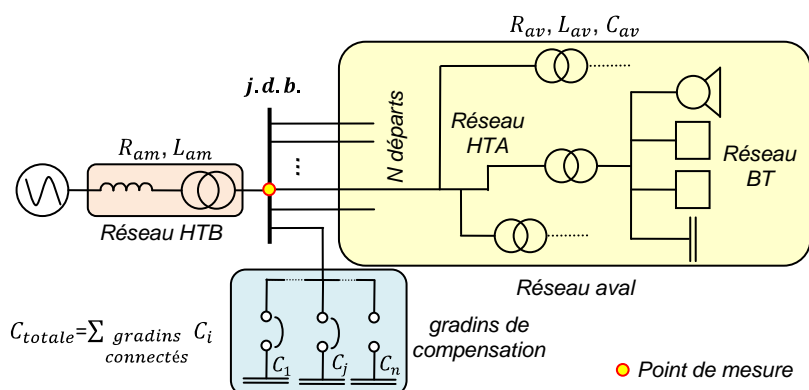 R_av, L_av, C_av
j.d.b.
N départs
...
Réseau
HTA
Réseau
BT
R_am, L_am
Réseau HTB
Réseau aval
C_totale=∑ gradins connectés C_i
C_1
C_j
C_n
gradins de
compensation
Point de mesure